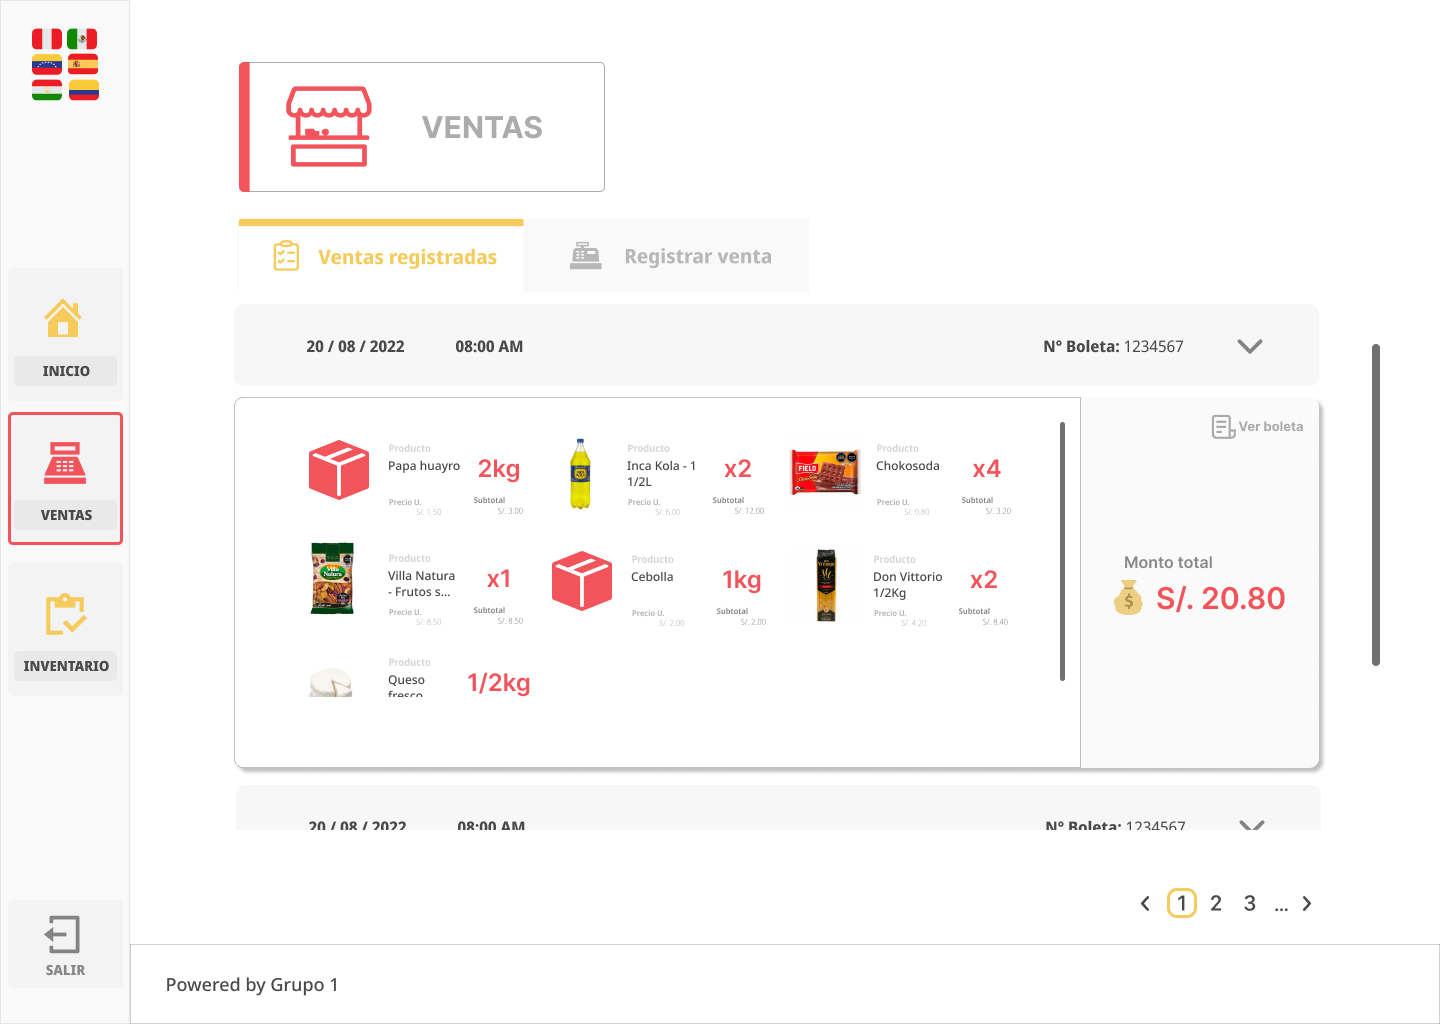 VENTAS
Ventas registradas
Registrar venta
INICIO
VENTAS
INVENTARIO
SALIR
20 / 08 / 2022 08:00 AM N° Boleta: 1234567
Ver boleta
Producto
Papa huayro
2kg
Precio U.
S/. 1.50
Subtotal
S/. 3.00
Producto
Inca Kola - 1
1/2L
x2
Precio U.
S/. 6.00
Subtotal
S/. 12.00
Producto
Chokosoda
x4
Precio U.
S/. 0.80
Subtotal
S/. 3.20
FIELD
Producto
Villa Natura
- Frutos s...
x1
Precio U.
S/. 8.50
Subtotal
S/. 8.50
Villa
Natura
Producto
Cebolla
1kg
Precio U.
S/. 2.00
Subtotal
S/. 2.00
Producto
Don Vittorio
1/2Kg
x2
Precio U.
S/. 4.20
Subtotal
S/. 8.40
Producto
Queso
fresco
1/2kg
Monto total
S/. 20.80
20 / 08 / 2022 08:00 AM N° Boleta: 1234567
1 2 3 ...
Powered by Grupo 1